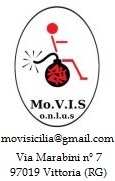 Mo.V.I.S
o.n.l.u.s
movisicilia@gmail.com
Via Marabini n° 7
97019 Vittoria (RG)